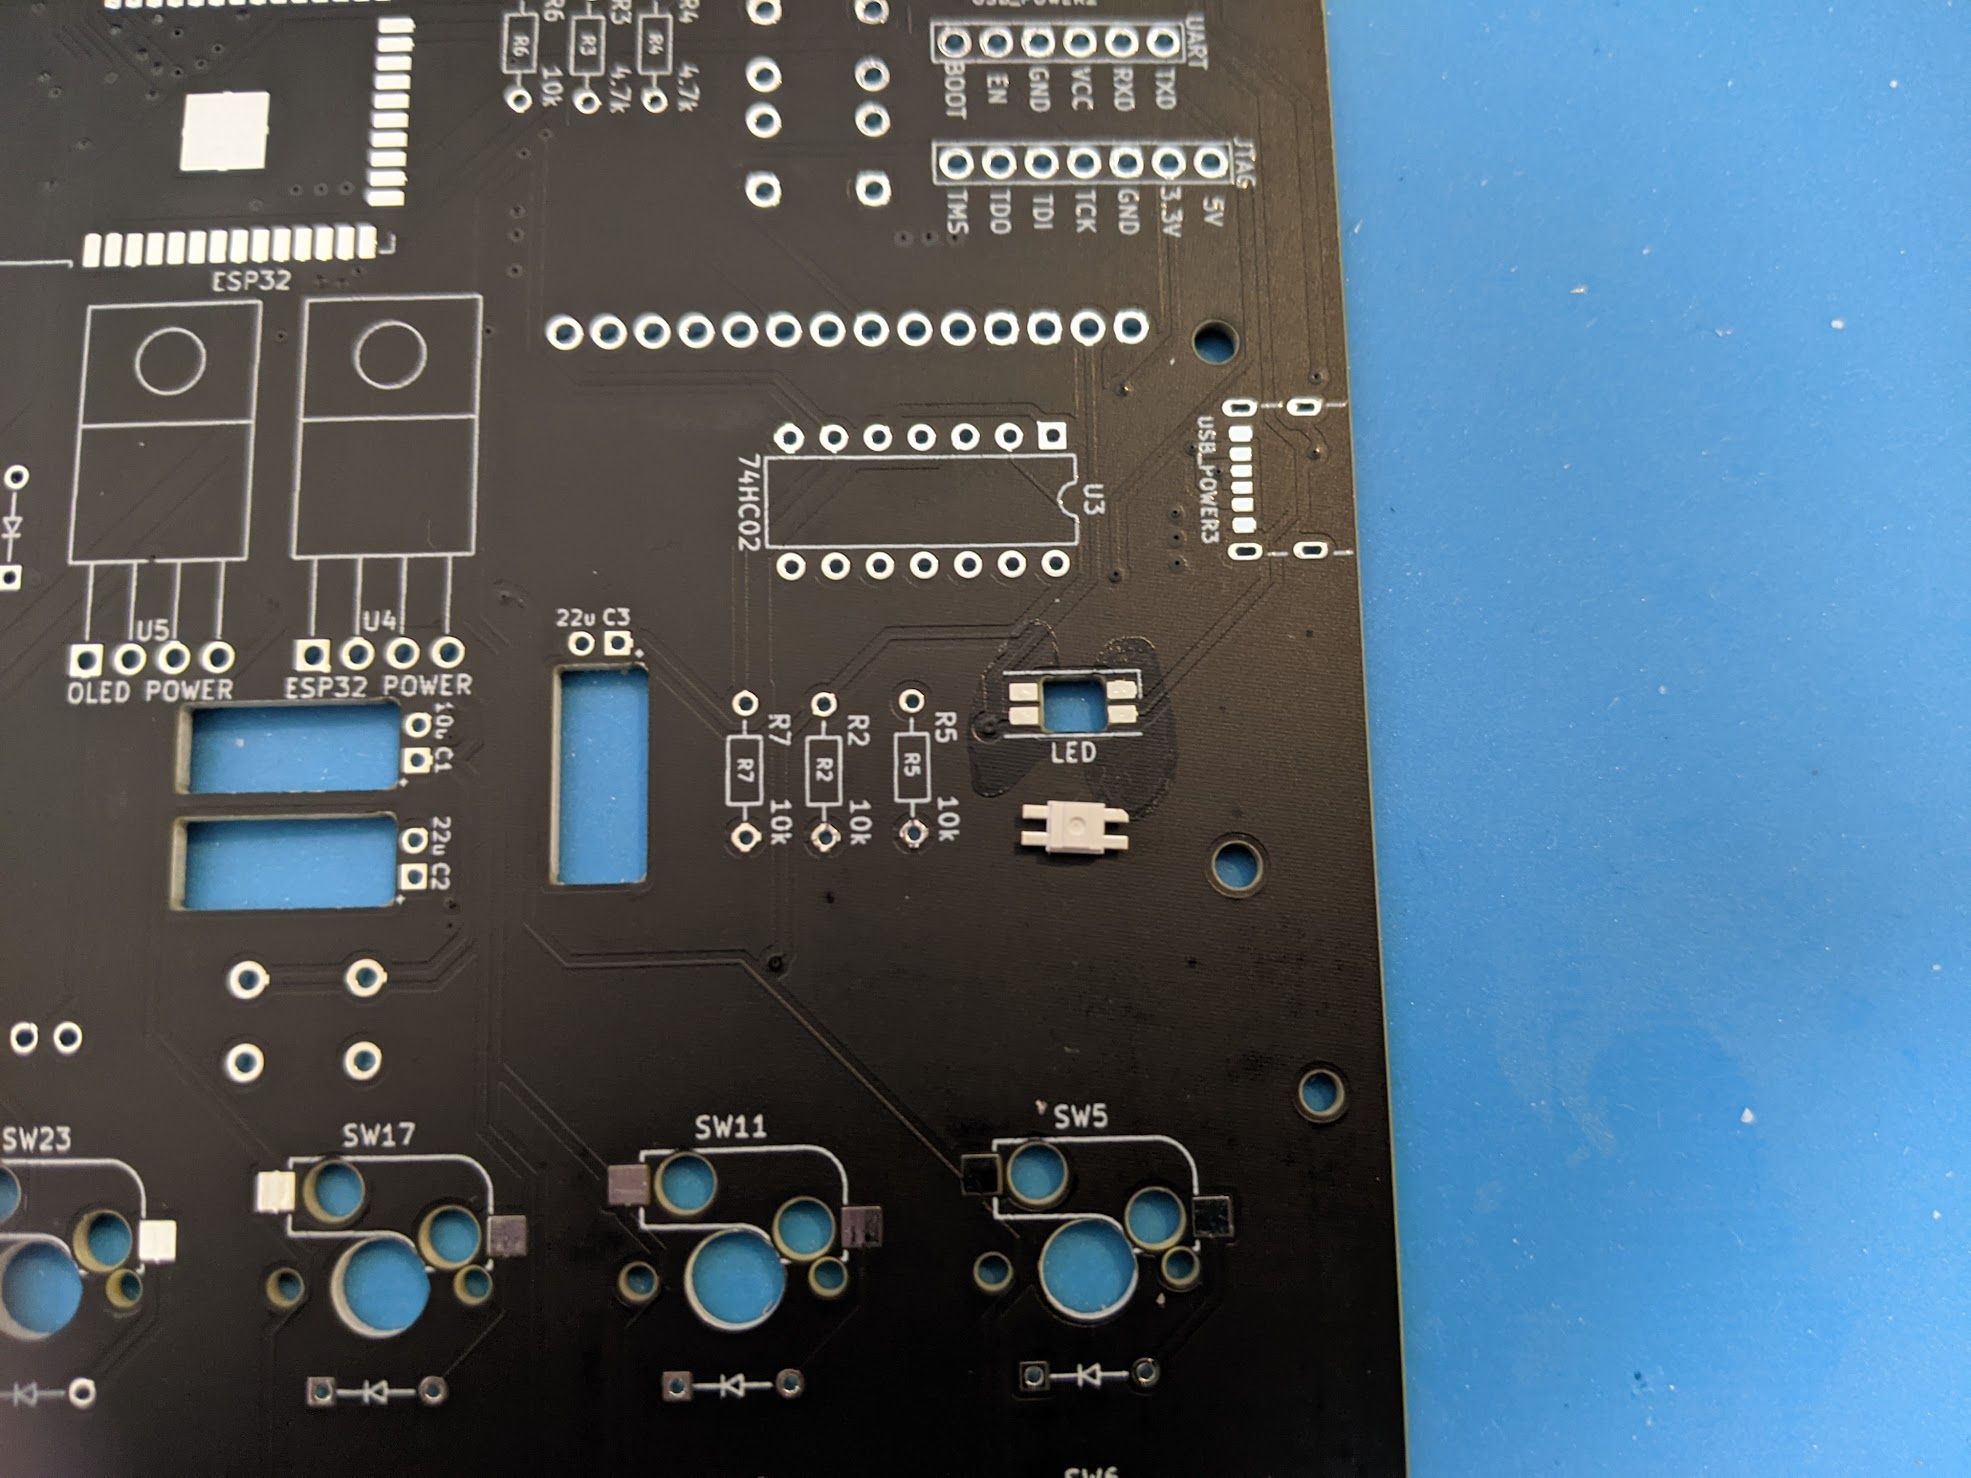 USB_POWER2
R6
R6
10k
R3
R3
4.7k
R4
R4
4.7k
UART
BOOT
EN
GND
VCC
RXD
TXD
JTAG
TMS
TDO
TDI
TCK
GND
3.3V
5V
ESP32
74HC02
U3
USB_POWER3
U5
OLED POWER
U4
ESP32 POWER
22u C3
10u C1
22u C2
R7
R7
10k
R2
R2
10k
R5
R5
10k
LED
SW23
SW17
SW11
SW5
SW6